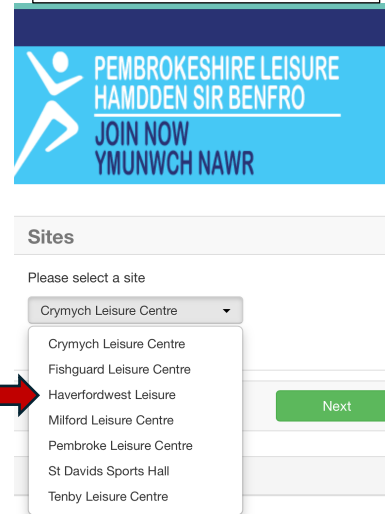 PEMBROKESHIRE LEISURE
HAMDDEN SIR BENFRO
JOIN NOW
YMUNWCH NAWR
Sites
Please select a site
Crymych Leisure Centre
Crymych Leisure Centre
Fishguard Leisure Centre
Haverfordwest Leisure
Milford Leisure Centre
Next
Pembroke Leisure Centre
St Davids Sports Hall
Tenby Leisure Centre